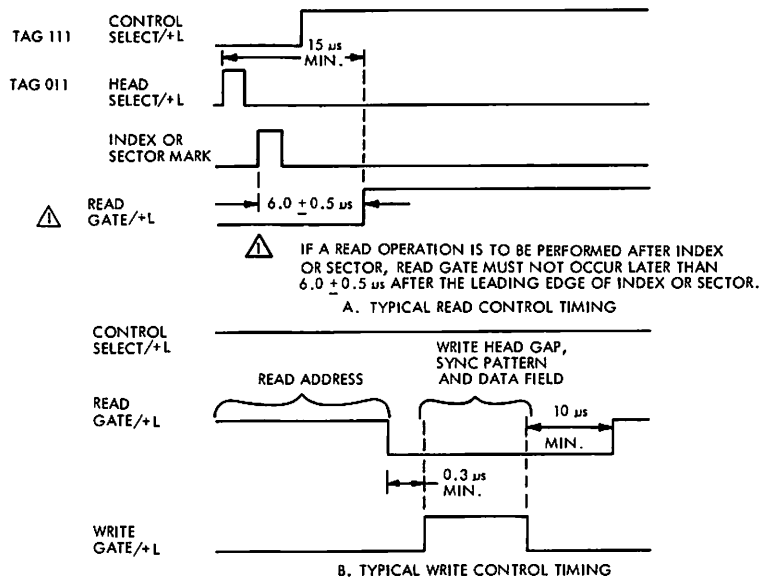 CONTROL
TAG 111 SELECT/+L
15 µs
MIN.
TAG 011 HEAD
SELECT/+L
INDEX OR
SECTOR MARK
READ
GATE/+L
6.0 ± 0.5 µs
1
1 IF A READ OPERATION IS TO BE PERFORMED AFTER INDEX
OR SECTOR, READ GATE MUST NOT OCCUR LATER THAN
6.0 ± 0.5 µs AFTER THE LEADING EDGE OF INDEX OR SECTOR.
A. TYPICAL READ CONTROL TIMING
CONTROL
SELECT/+L
WRITE HEAD GAP,
SYNC PATTERN
AND DATA FIELD
READ ADDRESS
READ
GATE/+L
10 µs
MIN.
0.3 µs
MIN.
WRITE
GATE/+L
B. TYPICAL WRITE CONTROL TIMING